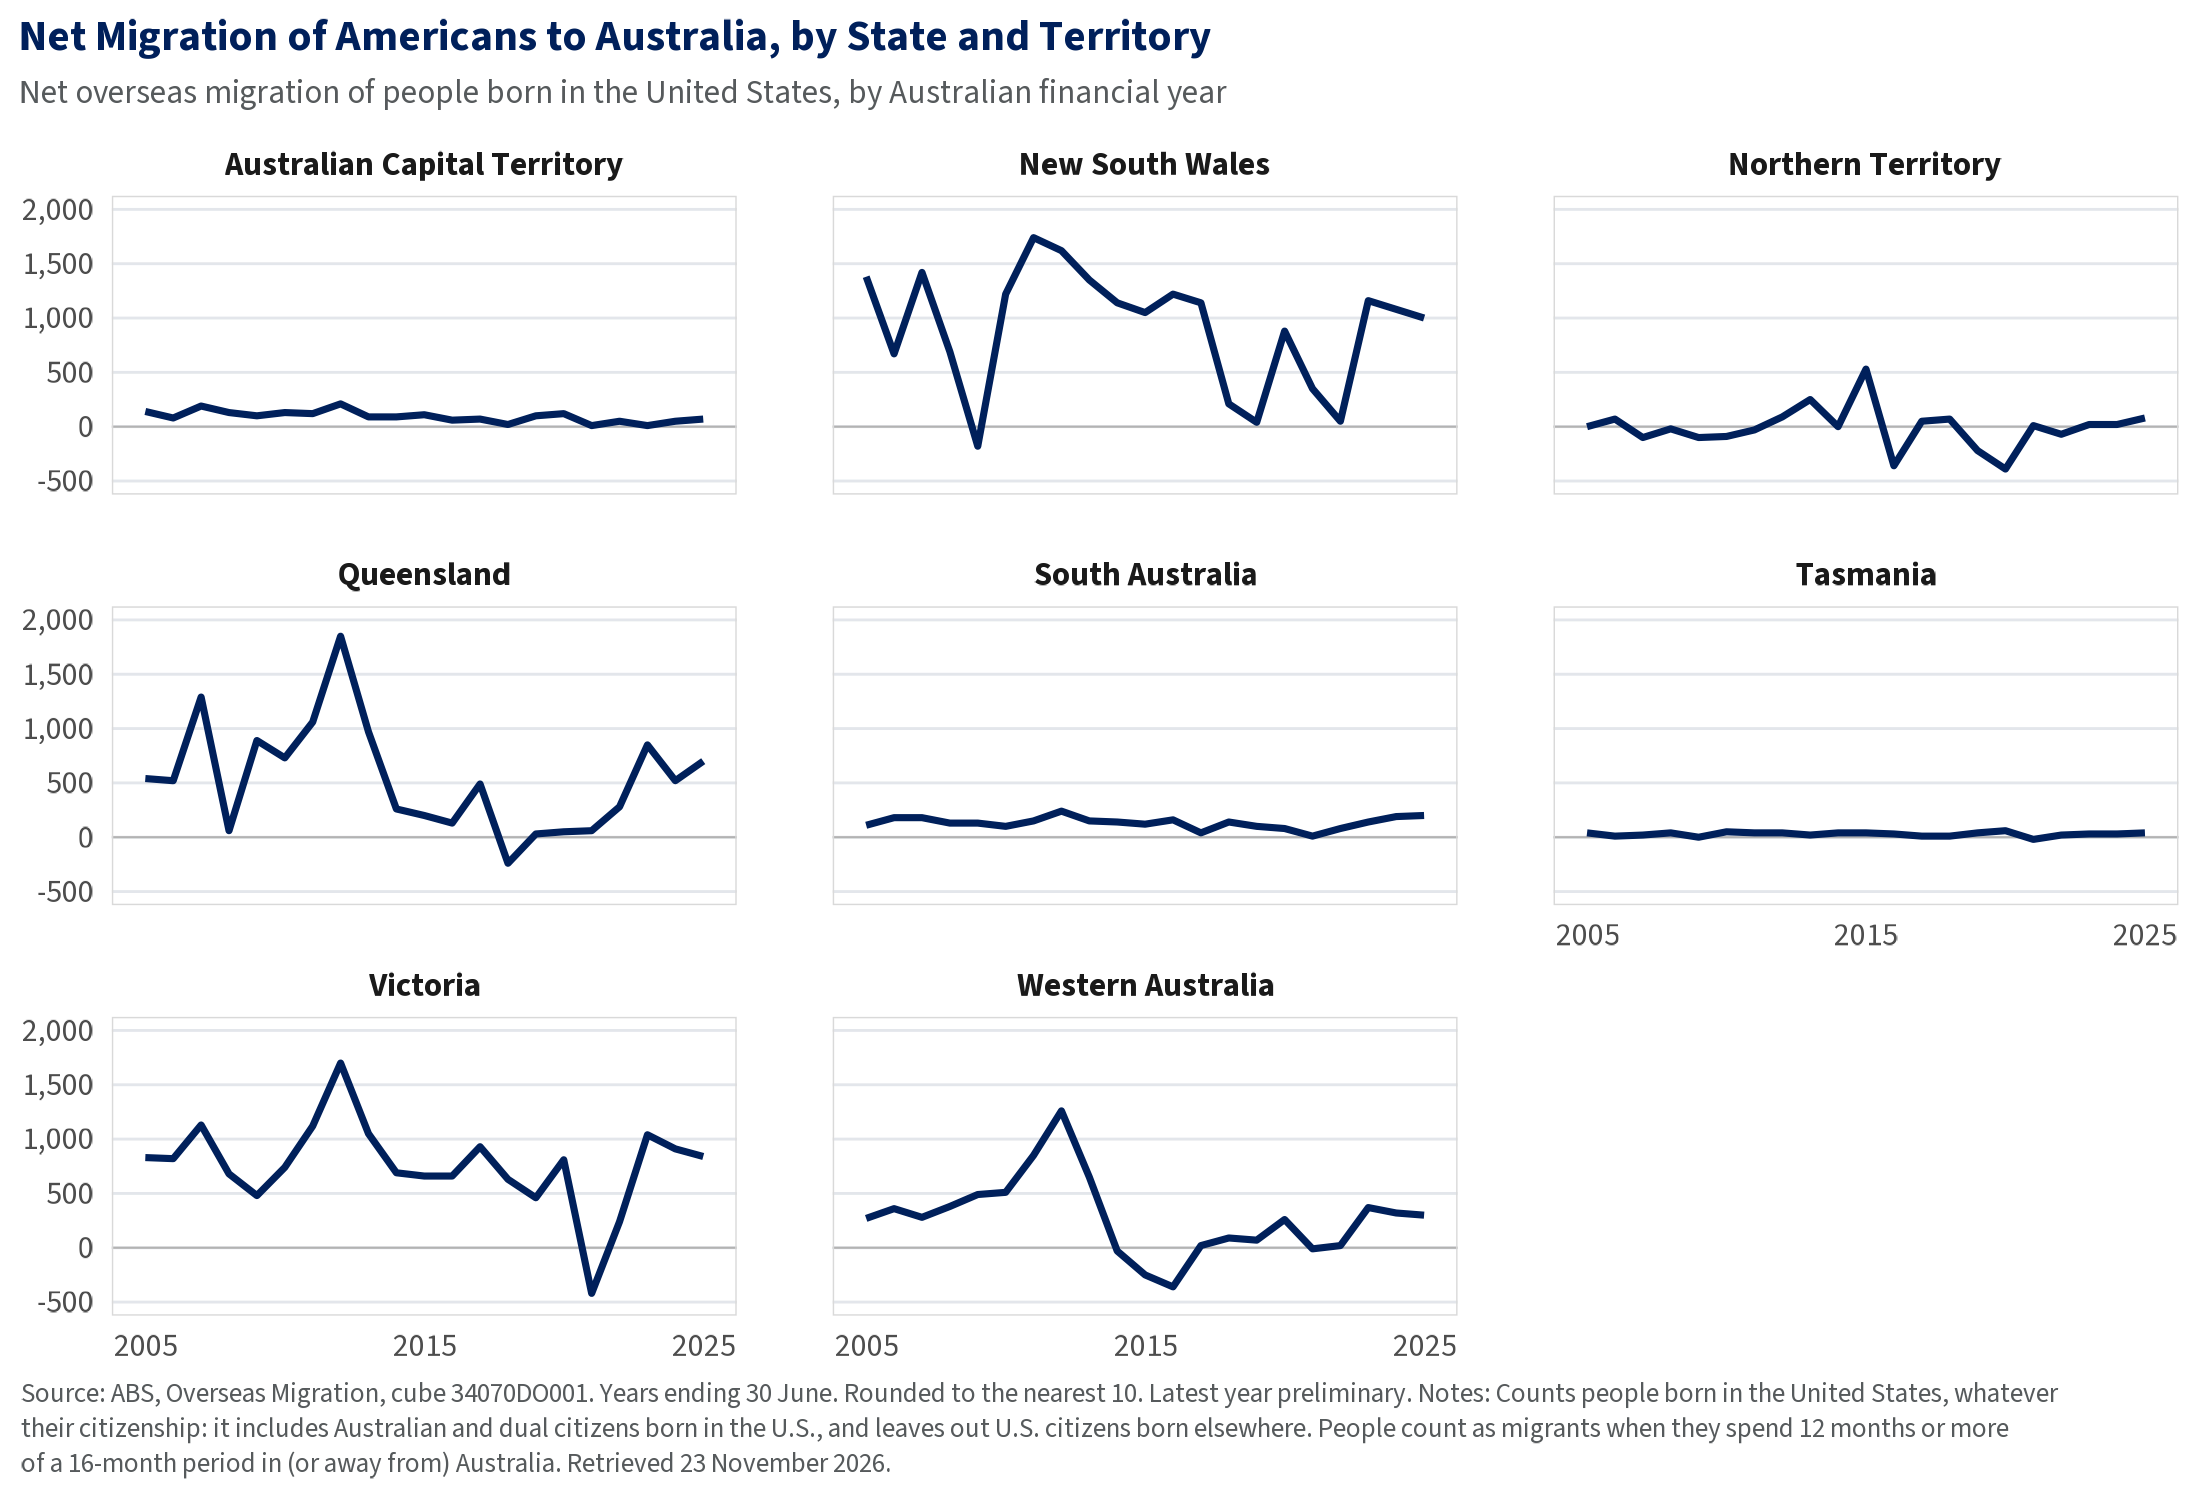 Net Migration of Americans to Australia, by State and Territory
Net overseas migration of people born in the United States, by Australian financial year
Australian Capital Territory
New South Wales
Northern Territory
2,000
1,500
1,000
500
0
-500
Queensland
South Australia
Tasmania
2,000
1,500
1,000
500
0
-500
2005 2015 2025
Victoria
Western Australia
2,000
1,500
1,000
500
0
-500
2005 2015 2025
2005 2015 2025
Source: ABS, Overseas Migration, cube 34070DO001. Years ending 30 June. Rounded to the nearest 10. Latest year preliminary. Notes: Counts people born in the United States, whatever
their citizenship: it includes Australian and dual citizens born in the U.S., and leaves out U.S. citizens born elsewhere. People count as migrants when they spend 12 months or more
of a 16-month period in (or away from) Australia. Retrieved 23 November 2026.